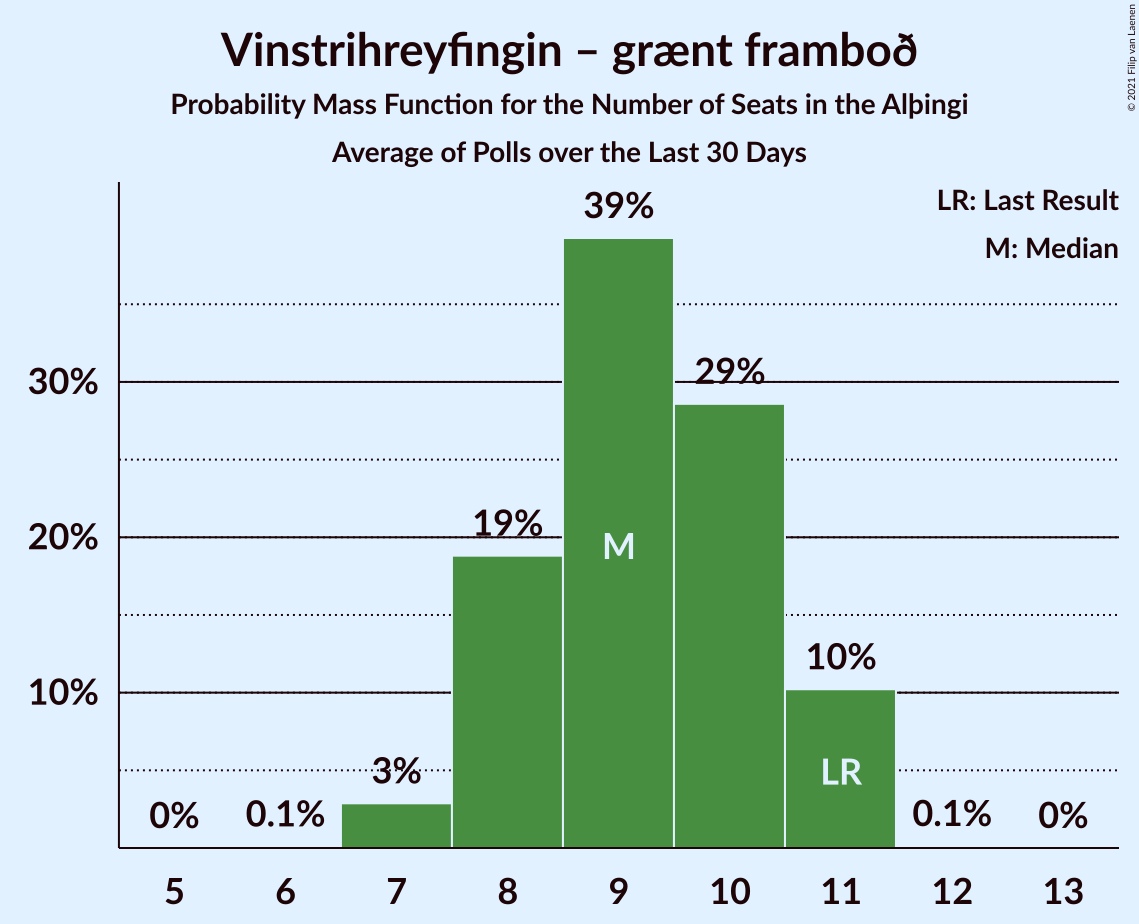 Vinstrihreyfingin – grænt framboð
Probability Mass Function for the Number of Seats in the Alþingi
Average of Polls over the Last 30 Days
© 2021 Filip van Laenen
LR: Last Result
M: Median
39%
30%
29%
20%
19%
M
10%
10%
3%
LR
0%
0.1%
0.1%
0%
5 6 7 8 9 10 11 12 13